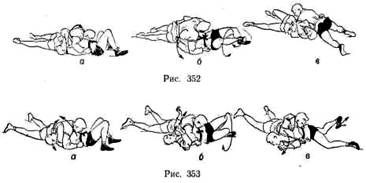 а б в
Рис. 352
а б в
Рис. 353